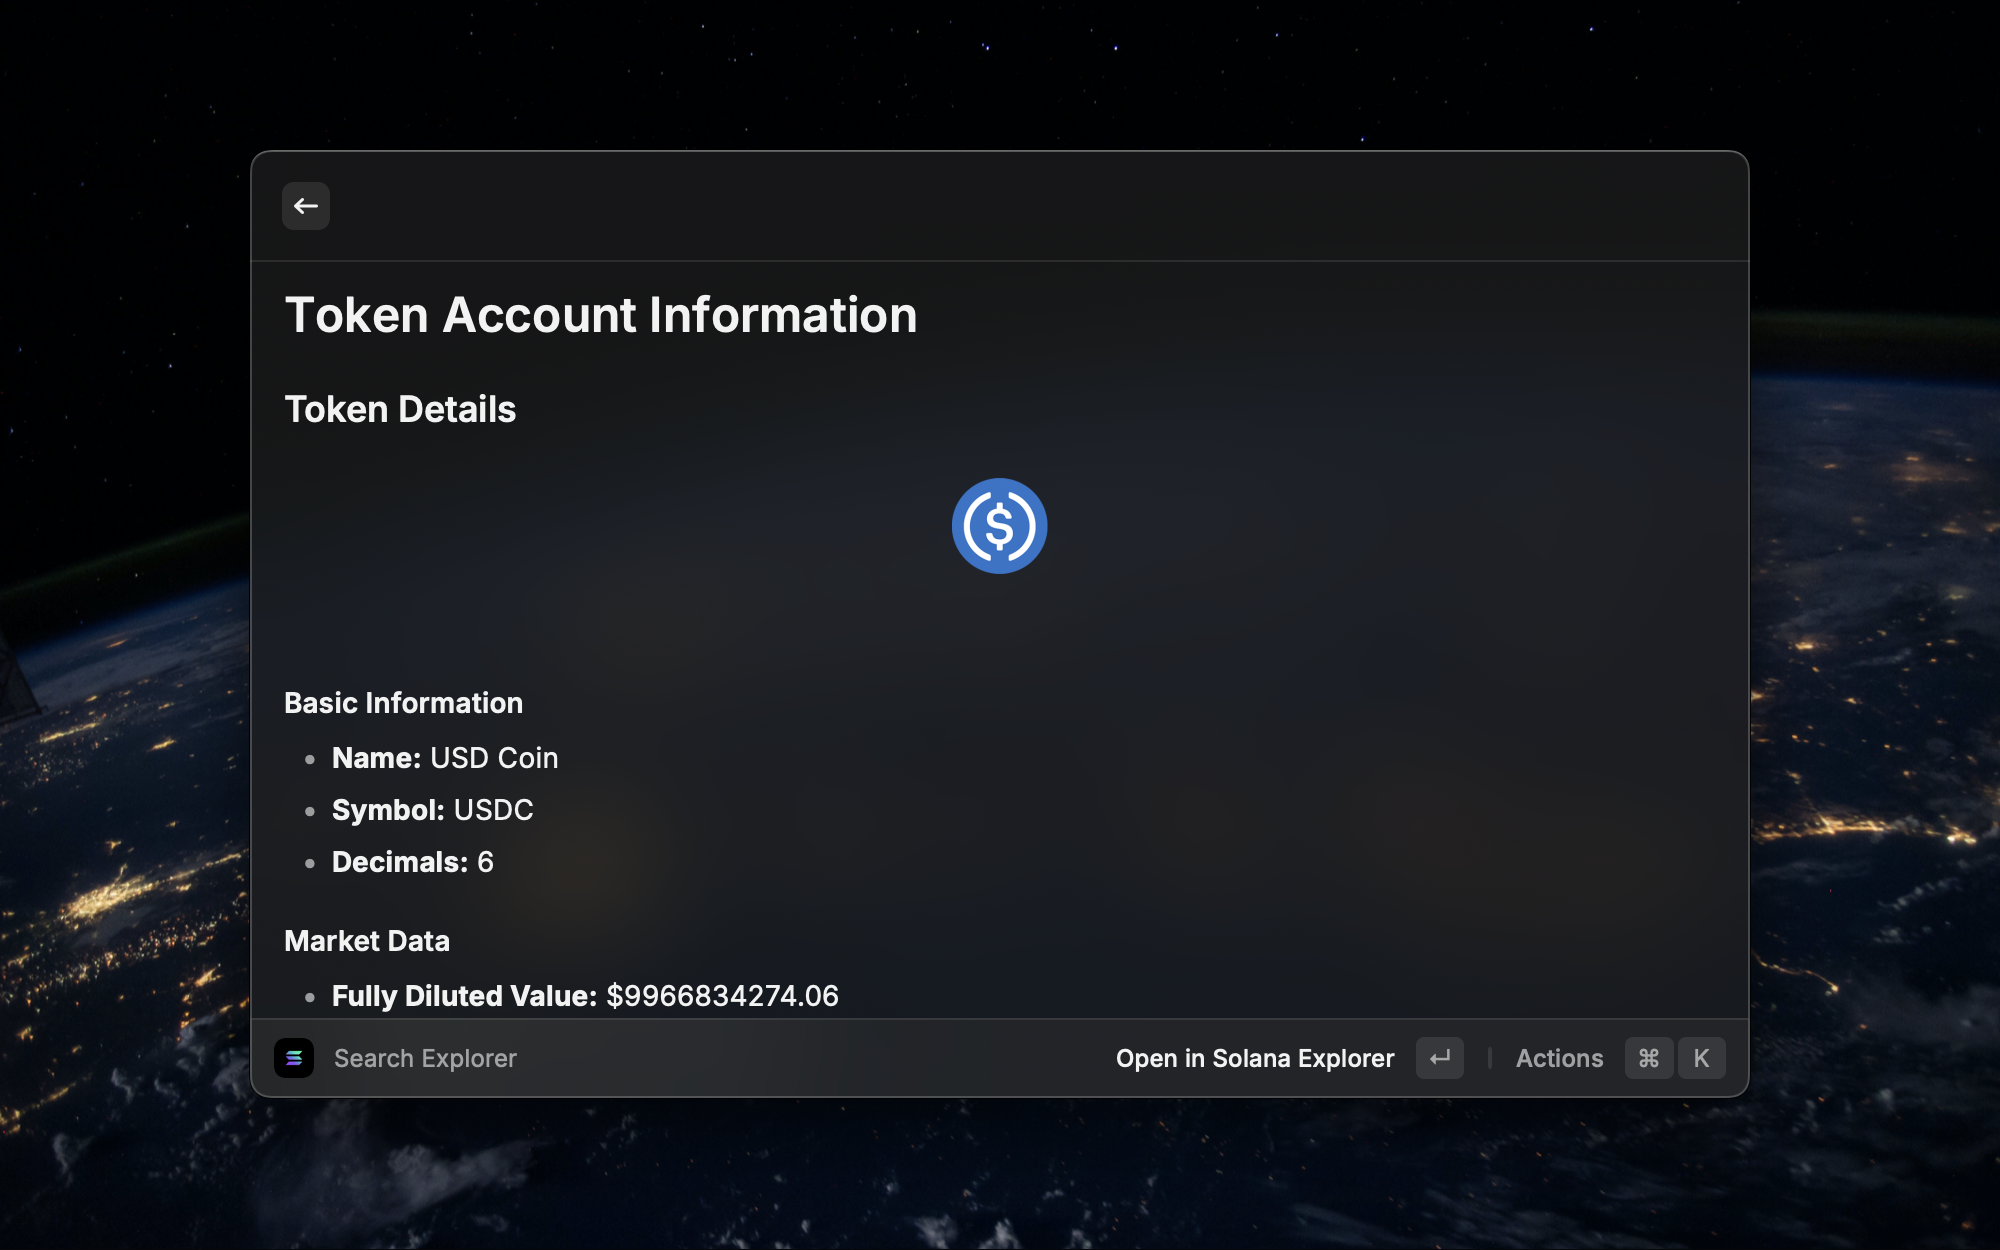 Token Account Information
Token Details
Basic Information
• Name: USD Coin
• Symbol: USDC
• Decimals: 6
Market Data
• Fully Diluted Value: $9966834274.06
Search Explorer
Open in Solana Explorer ↵ | Actions ⌘ K